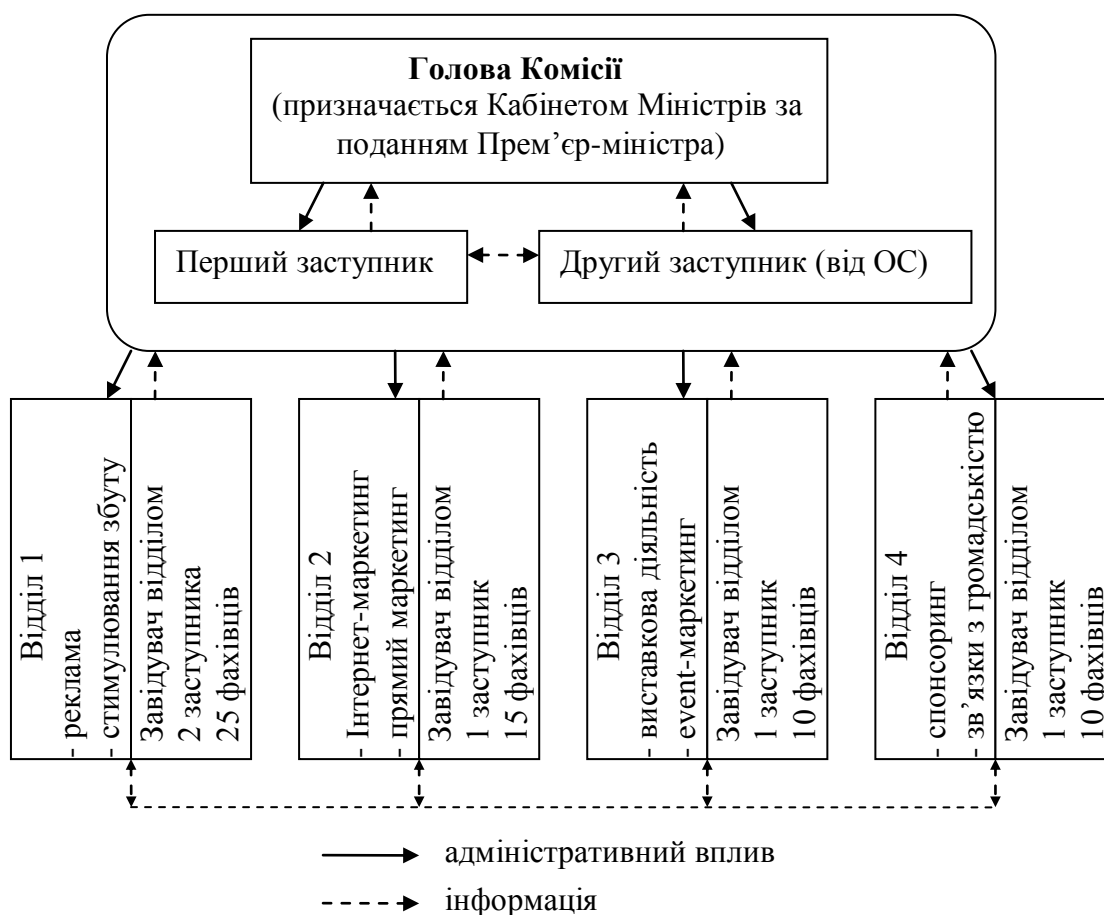 Голова Комісії
(призначається Кабінетом Міністрів за
поданням Прем’єр-міністра)
Перший заступник
Другий заступник (від ОС)
Відділ 1
- реклама
- стимулювання збуту
Завідувач відділом
2 заступника
25 фахівців
Відділ 2
- Інтернет-маркетинг
- прямий маркетинг
Завідувач відділом
1 заступник
15 фахівців
Відділ 3
- виставкова діяльність
- event-маркетинг
Завідувач відділом
1 заступник
10 фахівців
Відділ 4
- спонсоринг
- зв’язки з громадськістю
Завідувач відділом
1 заступник
10 фахівців
адміністративний вплив
інформація